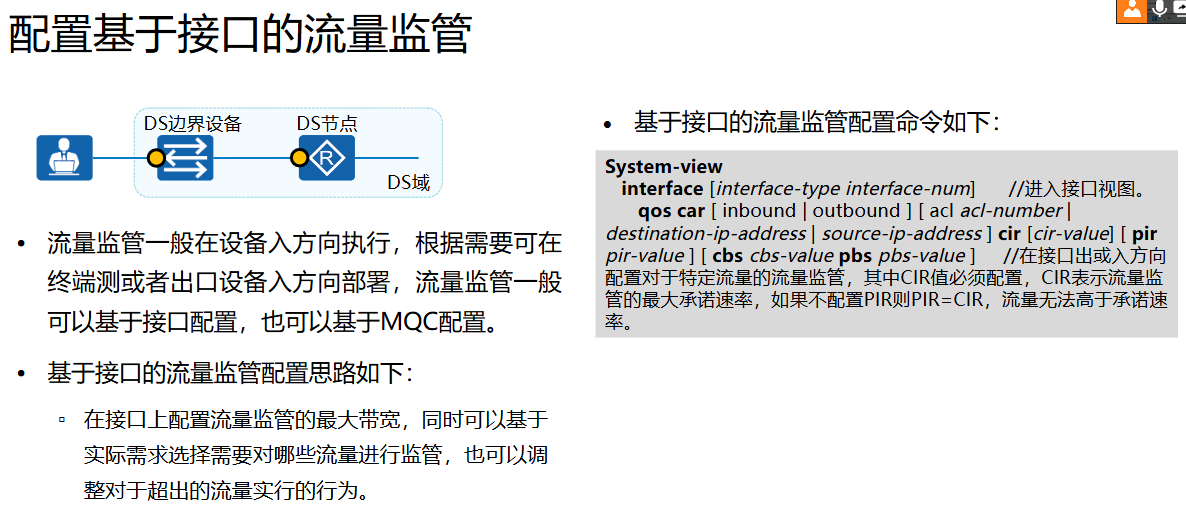 配置基于接口的流量监管
DS边界设备
DS节点
R
DS域
• 流量监管一般在设备入方向执行，根据需要可在
终端测或者出口设备入方向部署，流量监管一般
可以基于接口配置，也可以基于MQC配置。
• 基于接口的流量监管配置思路如下：
▫ 在接口上配置流量监管的最大带宽，同时可以基于
实际需求选择需要对哪些流量进行监管，也可以调
整对于超出的流量实行的行为。
• 基于接口的流量监管配置命令如下：
System-view
interface [interface-type interface-num] //进入接口视图。
qos car [ inbound | outbound ] [ acl acl-number |
destination-ip-address | source-ip-address ] cir [cir-value] [ pir
pir-value ] [ cbs cbs-value pbs pbs-value ] //在接口出或入方向
配置对于特定流量的流量监管，其中CIR值必须配置，CIR表示流量监
管的最大承诺速率，如果不配置PIR则PIR=CIR，流量无法高于承诺速
率。